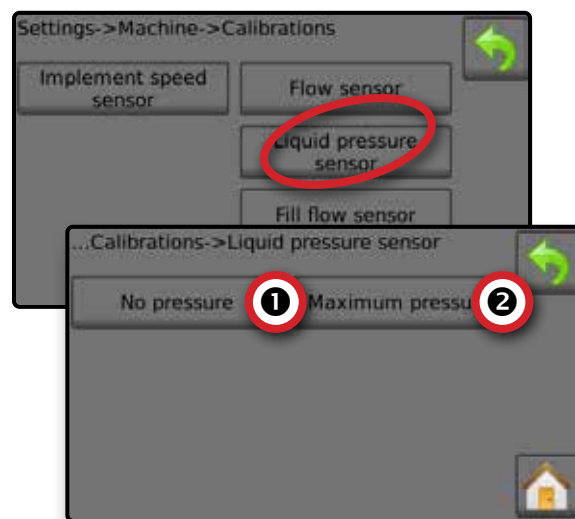 Settings->Machine->Calibrations
Implement speed
sensor
Flow sensor
Liquid pressure
sensor
Fill flow sensor
...Calibrations->Liquid pressure sensor
No pressure
1
Maximum pressu
2